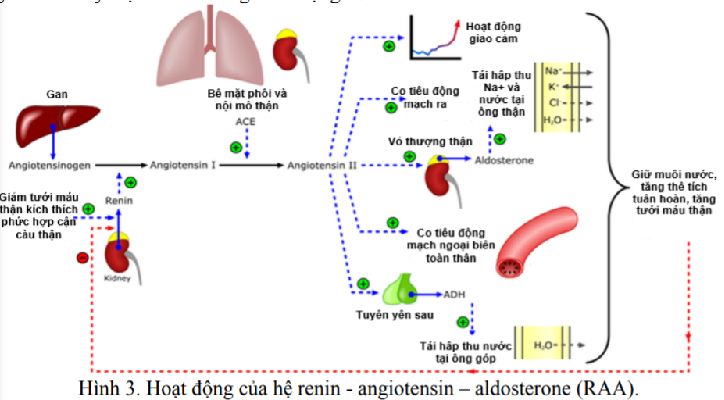 Hoạt động
giao cảm
Gan
Bề mặt phổi và
nội mô thận
ACE
Co tiểu động
mạch ra
Tái hấp thu
Na+ và
nước tại
ống thận
Na+
K+
Cl-
H₂O
Angiotensinogen
Angiotensin I
Angiotensin II
Vỏ thượng thận
Aldosterone
Giảm tưới máu
thận kích thích
phức hợp cận
cầu thận
Renin
Kidney
Giữ muối nước,
tăng thể tích
tuần hoàn, tăng
tưới máu thận
Co tiểu động
mạch ngoại biên
toàn thân
ADH
Tuyến yên sau
Tái hấp thu nước
tại ống góp
H₂O
Hình 3. Hoạt động của hệ renin - angiotensin – aldosterone (RAA).